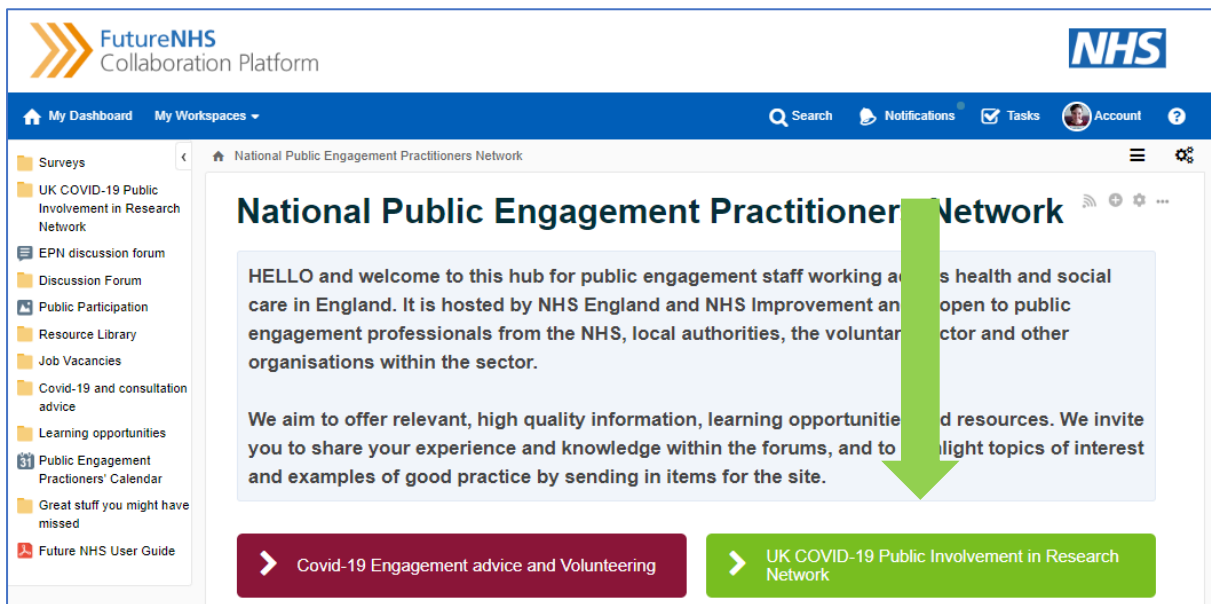 FutureNHS
Collaboration Platform
NHS
My Dashboard
My Workspaces
Search
Notifications
Tasks
Account
?
Surveys
UK COVID-19 Public
Involvement in Research
Network
EPN discussion forum
Discussion Forum
Public Participation
Resource Library
Job Vacancies
Covid-19 and consultation
advice
Learning opportunities
31
Public Engagement
Practioners' Calendar
Great stuff you might have
missed
Future NHS User Guide
National Public Engagement Practitioners Network
National Public Engagement Network
HELLO and welcome to this hub for public engagement staff working health and social
care in England. It is hosted by NHS England and NHS Improvement open to public
engagement professionals from the NHS, local authorities, the and other
organisations within the sector.
We aim to offer relevant, high quality information, learning resources. We invite
you to share your experience and knowledge within the forums, and to topics of interest
and examples of good practice by sending in items for the site.
Covid-19 Engagement advice and Volunteering
UK COVID-19 Public Involvement in Research
Network